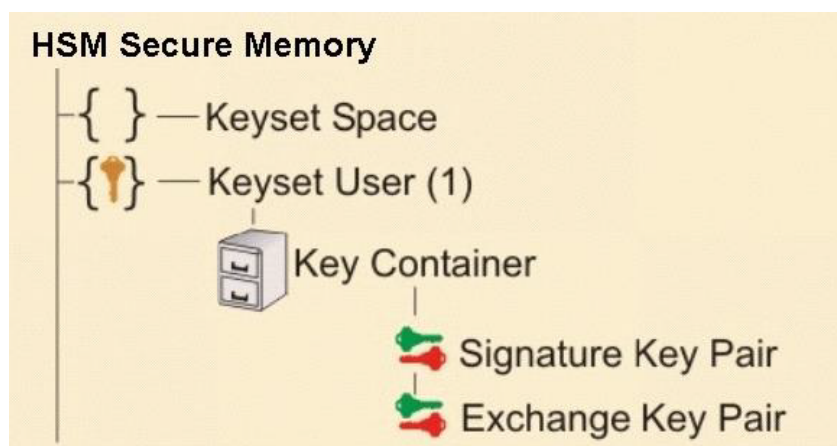 HSM Secure Memory
{ } — Keyset Space
{ } — Keyset User (1)
Key Container
Signature Key Pair
Exchange Key Pair